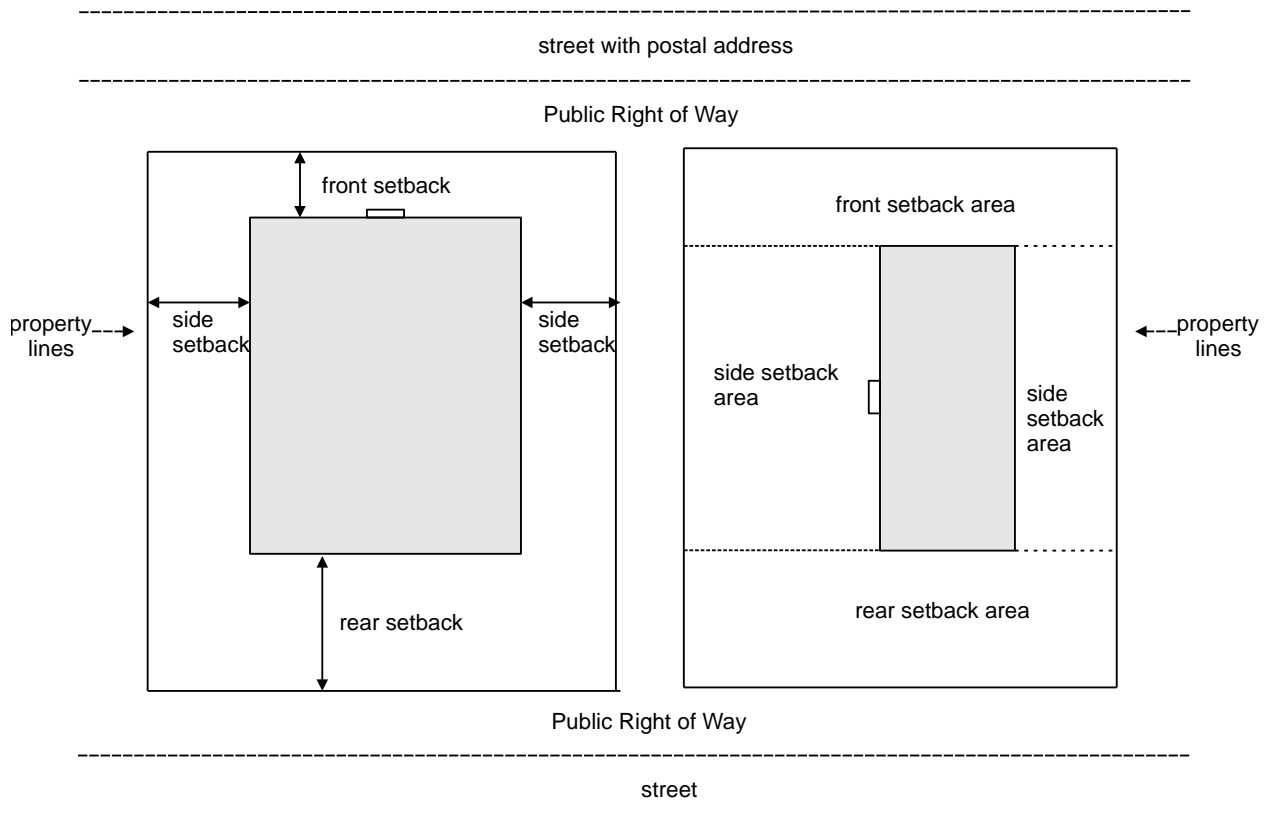 street with postal address
Public Right of Way
front setback
front setback area
side
setback
side
setback
property
lines
property
lines
side setback
area
side
setback
area
rear setback
rear setback area
Public Right of Way
street